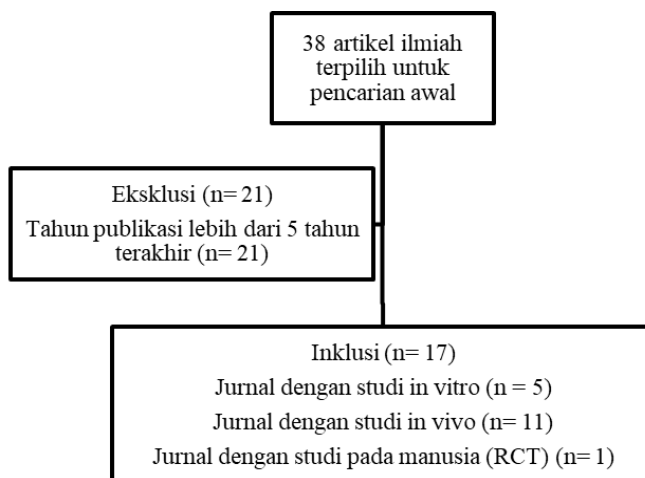 38 artikel ilmiah
terpilih untuk
pencarian awal
Eksklusi (n= 21)
Tahun publikasi lebih dari 5 tahun
terakhir (n= 21)
Inklusi (n= 17)
Jurnal dengan studi in vitro (n = 5)
Jurnal dengan studi in vivo (n= 11)
Jurnal dengan studi pada manusia (RCT) (n= 1)